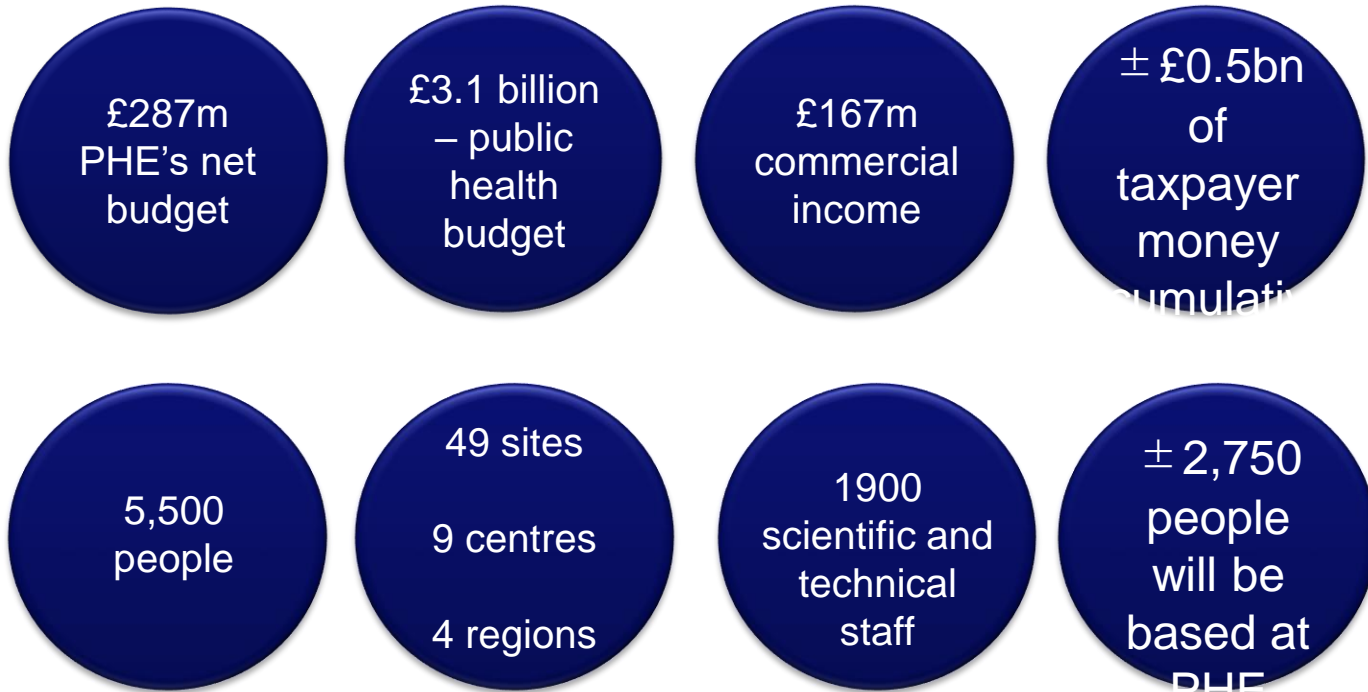 £287m
PHE’s net
budget
£3.1 billion
– public
health
budget
£167m
commercial
income
± £0.5bn
of
taxpayer
money
5,500
people
49 sites
9 centres
4 regions
1900
scientific and
technical
staff
± 2,750
people
will be
based at
PHE